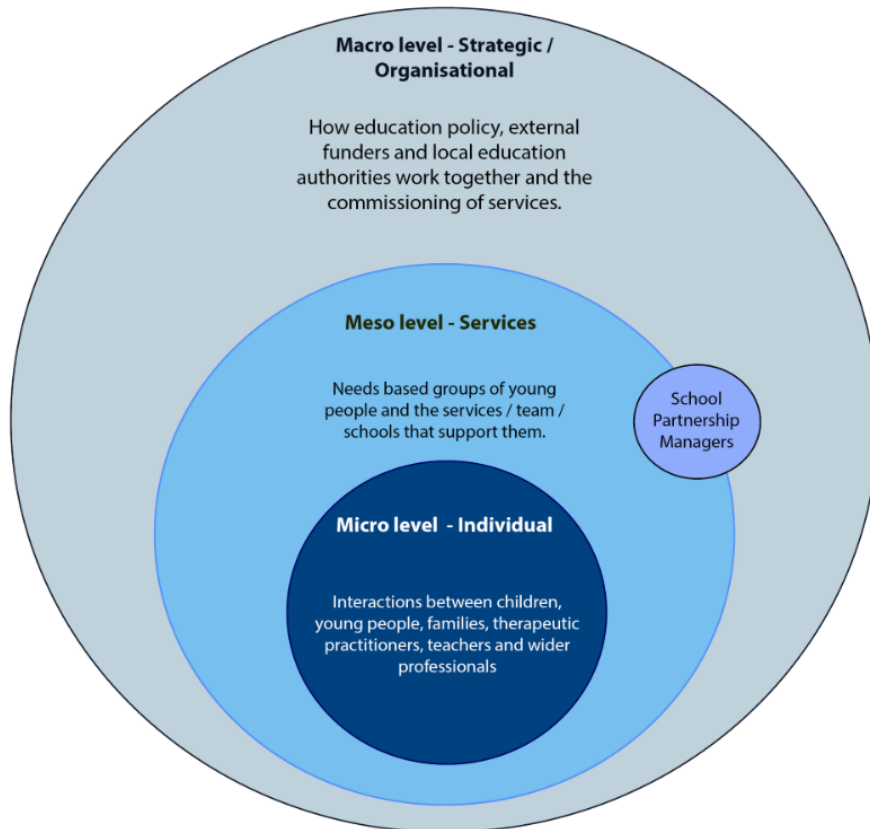 Macro level - Strategic /
Organisational
How education policy, external
funders and local education
authorities work together and the
commissioning of services.
Meso level - Services
Needs based groups of young
people and the services / team /
schools that support them.
School
Partnership
Managers
Micro level - Individual
Interactions between children,
young people, families, therapeutic
practitioners, teachers and wider
professionals